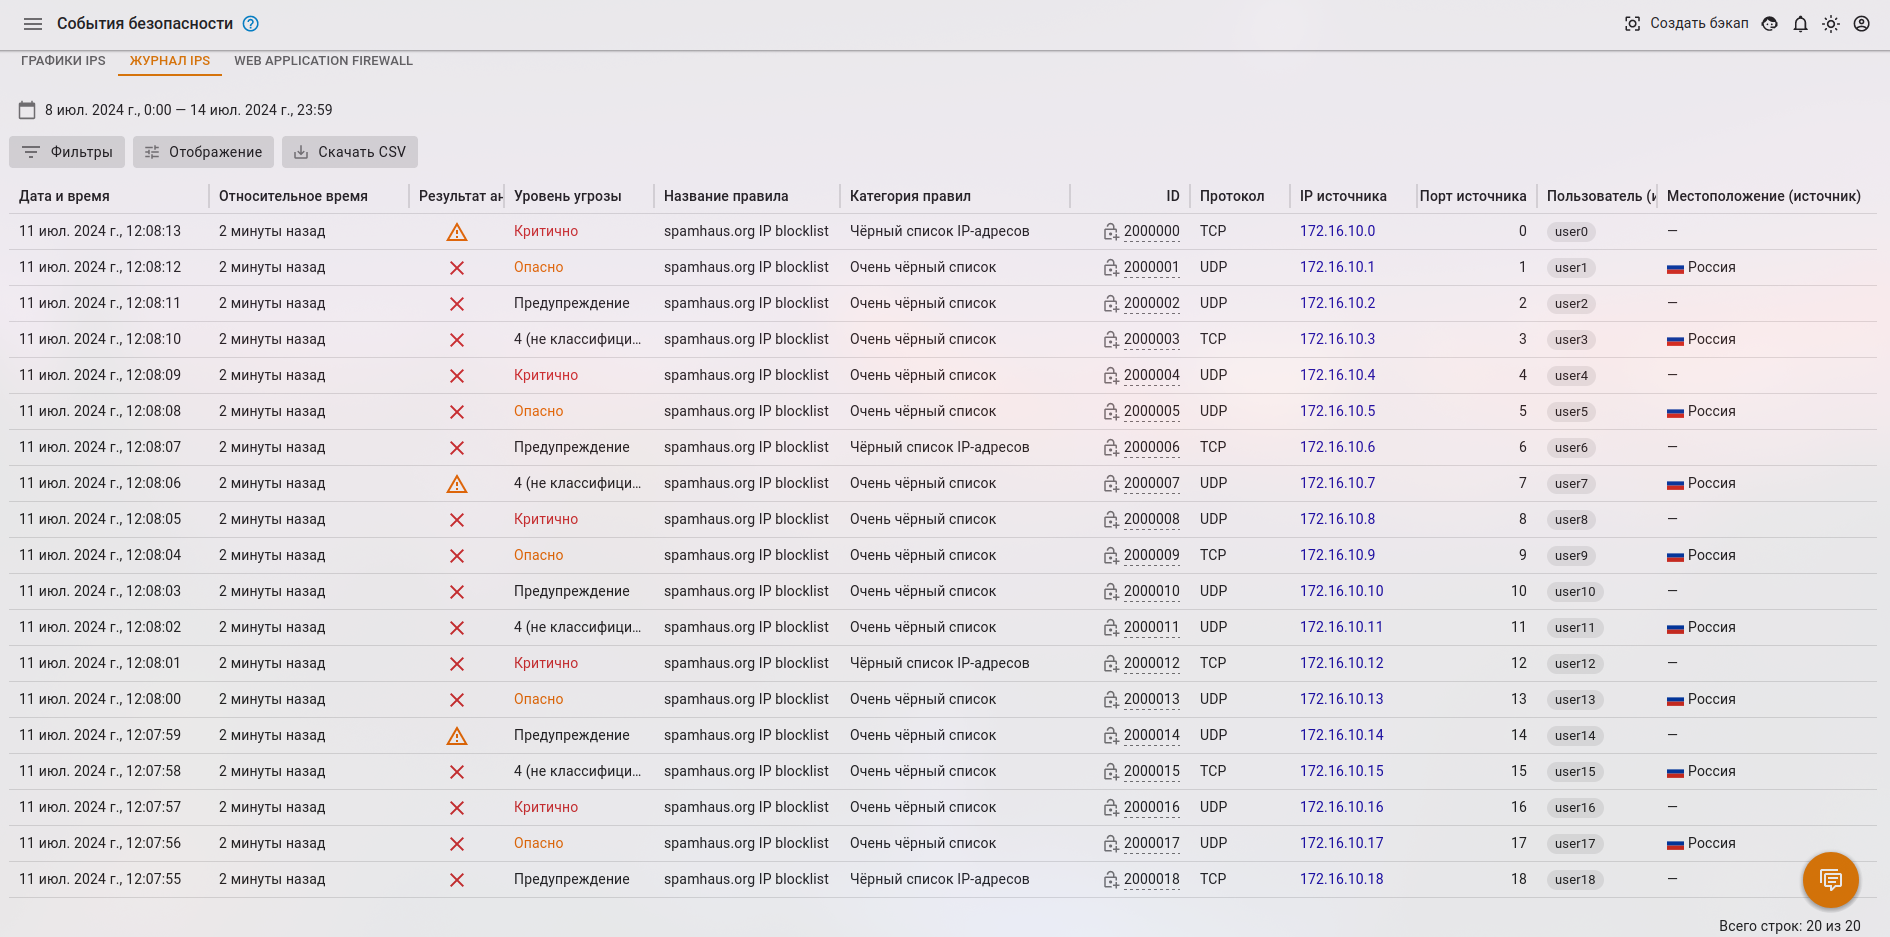 События безопасности
Создать бэкап
ГРАФИКИ IPS ЖУРНАЛ IPS WEB APPLICATION FIREWALL
8 июл. 2024 г., 0:00 — 14 июл. 2024 г., 23:59
Фильтры Отображение Скачать CSV
Дата и время Относительное время Результат ан Уровень угрозы Название правила Категория правил ID Протокол IP источника Порт источника Пользователь (и Местоположение (источник)
11 июл. 2024 г., 12:08:13 2 минуты назад Критично spamhaus.org IP blocklist Чёрный список IP-адресов 2000000 TCP 172.16.10.0 0 user0 —
11 июл. 2024 г., 12:08:12 2 минуты назад Опасно spamhaus.org IP blocklist Очень чёрный список 2000001 UDP 172.16.10.1 1 user1 Россия
11 июл. 2024 г., 12:08:11 2 минуты назад Предупреждение spamhaus.org IP blocklist Очень чёрный список 2000002 UDP 172.16.10.2 2 user2 —
11 июл. 2024 г., 12:08:10 2 минуты назад 4 (не классифици… spamhaus.org IP blocklist Очень чёрный список 2000003 TCP 172.16.10.3 3 user3 Россия
11 июл. 2024 г., 12:08:09 2 минуты назад Критично spamhaus.org IP blocklist Очень чёрный список 2000004 UDP 172.16.10.4 4 user4 —
11 июл. 2024 г., 12:08:08 2 минуты назад Опасно spamhaus.org IP blocklist Очень чёрный список 2000005 UDP 172.16.10.5 5 user5 Россия
11 июл. 2024 г., 12:08:07 2 минуты назад Предупреждение spamhaus.org IP blocklist Чёрный список IP-адресов 2000006 TCP 172.16.10.6 6 user6 —
11 июл. 2024 г., 12:08:06 2 минуты назад 4 (не классифици… spamhaus.org IP blocklist Очень чёрный список 2000007 UDP 172.16.10.7 7 user7 Россия
11 июл. 2024 г., 12:08:05 2 минуты назад Критично spamhaus.org IP blocklist Очень чёрный список 2000008 UDP 172.16.10.8 8 user8 —
11 июл. 2024 г., 12:08:04 2 минуты назад Опасно spamhaus.org IP blocklist Очень чёрный список 2000009 TCP 172.16.10.9 9 user9 Россия
11 июл. 2024 г., 12:08:03 2 минуты назад Предупреждение spamhaus.org IP blocklist Очень чёрный список 2000010 UDP 172.16.10.10 10 user10 —
11 июл. 2024 г., 12:08:02 2 минуты назад 4 (не классифици… spamhaus.org IP blocklist Очень чёрный список 2000011 UDP 172.16.10.11 11 user11 Россия
11 июл. 2024 г., 12:08:01 2 минуты назад Критично spamhaus.org IP blocklist Чёрный список IP-адресов 2000012 TCP 172.16.10.12 12 user12 —
11 июл. 2024 г., 12:08:00 2 минуты назад Опасно spamhaus.org IP blocklist Очень чёрный список 2000013 UDP 172.16.10.13 13 user13 Россия
11 июл. 2024 г., 12:07:59 2 минуты назад Предупреждение spamhaus.org IP blocklist Очень чёрный список 2000014 UDP 172.16.10.14 14 user14 —
11 июл. 2024 г., 12:07:58 2 минуты назад 4 (не классифици… spamhaus.org IP blocklist Очень чёрный список 2000015 TCP 172.16.10.15 15 user15 Россия
11 июл. 2024 г., 12:07:57 2 минуты назад Критично spamhaus.org IP blocklist Очень чёрный список 2000016 UDP 172.16.10.16 16 user16 —
11 июл. 2024 г., 12:07:56 2 минуты назад Опасно spamhaus.org IP blocklist Очень чёрный список 2000017 UDP 172.16.10.17 17 user17 Россия
11 июл. 2024 г., 12:07:55 2 минуты назад Предупреждение spamhaus.org IP blocklist Чёрный список IP-адресов 2000018 TCP 172.16.10.18 18 user18 —
Всего строк: 20 из 20